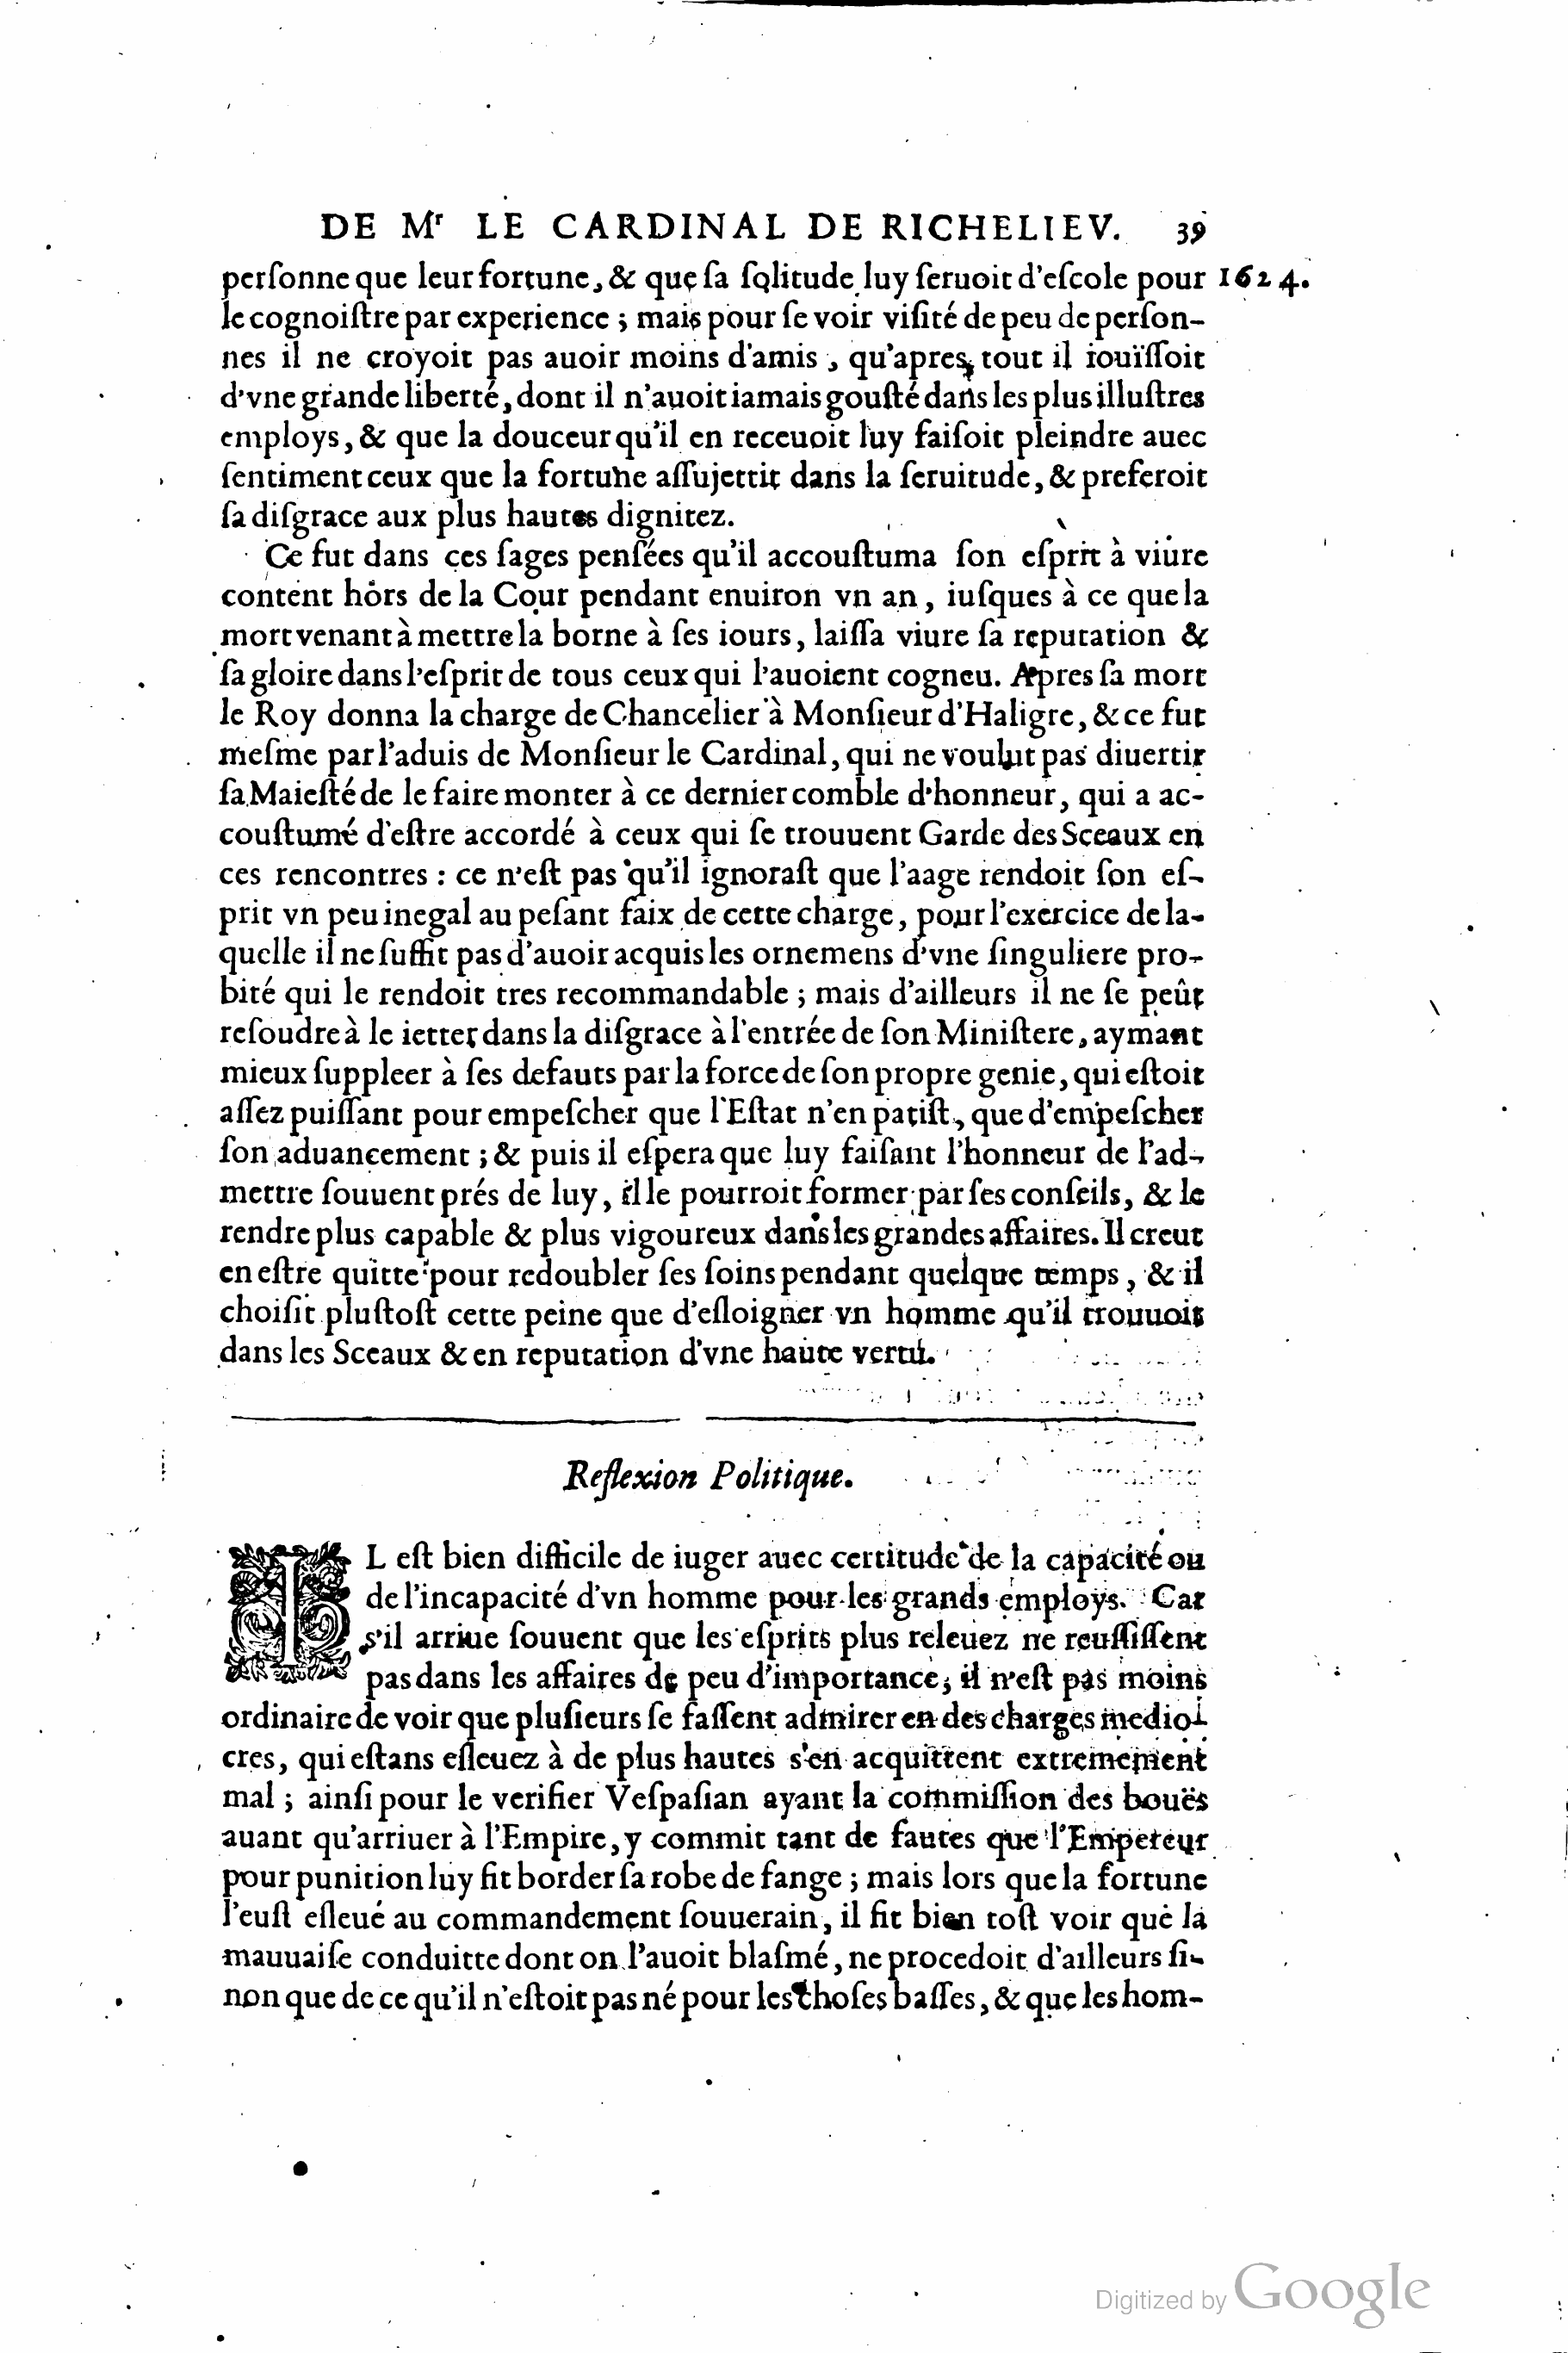 DE Mr LE CARDINAL DE RICHELIEV. 39
perſonne que leur fortune, & que ſa ſolitude luy ſeruoit d'eſcole pour 1624.
le cognoiſtre par experience ; mais pour ſe voir viſité de peu de perſon-
nes il ne croyoit pas auoir moins d'amis, qu'apres tout il iouïſſoit
d'vne grande liberté, dont il n'auoit iamais gouſté dans les plus illuſtres
employs, & que la douceur qu'il en receuoit luy faiſoit pleindre auec
ſentiment ceux que la fortune aſſujettit dans la ſeruitude, & preferoit
ſa diſgrace aux plus hautes dignitez.
Ce fut dans ces ſages penſées qu'il accouſtuma ſon eſprit à viure
content hors de la Cour pendant enuiron vn an, iuſques à ce que la
mort venant à mettre la borne à ſes iours, laiſſa viure ſa reputation &
ſa gloire dans l'eſprit de tous ceux qui l'auoient cogneu. Apres ſa mort
le Roy donna la charge de Chancelier à Monſieur d'Haligre, & ce fut
meſme par l'aduis de Monſieur le Cardinal, qui ne voulut pas diuertir
ſa Maieſté de le faire monter à ce dernier comble d'honneur, qui a ac-
couſtumé d'eſtre accordé à ceux qui ſe trouuent Garde des Sceaux en
ces rencontres : ce n'eſt pas qu'il ignoraſt que l'aage rendoit ſon eſ-
prit vn peu inegal au peſant faix de cette charge, pour l'exercice de la-
quelle il ne ſuffit pas d'auoir acquis les ornemens d'vne ſinguliere pro-
bité qui le rendoit tres recommandable ; mais d'ailleurs il ne ſe peût
reſoudre à le ietter dans la diſgrace à l'entrée de ſon Miniſtere, aymant
mieux ſuppleer à ſes defauts par la force de ſon propre genie, qui eſtoit
aſſez puiſſant pour empeſcher que l'Eſtat n'en patiſt, que d'empeſcher
ſon aduancement ; & puis il eſpera que luy faiſant l'honneur de l'ad-
mettre ſouuent prés de luy, il le pourroit former par ſes conſeils, & le
rendre plus capable & plus vigoureux dans les grandes affaires. Il creut
en eſtre quitte pour redoubler ſes ſoins pendant quelque temps, & il
choiſit pluſtoſt cette peine que d'eſloigner vn homme qu'il trouuoit
dans les Sceaux & en reputation d'vne haute vertu.
Reflexion Politique.
IL eſt bien difficile de iuger auec certitude de la capacité ou
de l'incapacité d'vn homme pour les grands employs. Car
s'il arriue ſouuent que les eſprits plus releuez ne reuſſiſſent
pas dans les affaires de peu d'importance, il n'eſt pas moins
ordinaire de voir que pluſieurs ſe faſſent admirer en des charges medio-
cres, qui eſtans eſleuez à de plus hautes s'en acquittent extremement
mal ; ainſi pour le verifier Veſpaſian ayant la commiſſion des bouës
auant qu'arriuer à l'Empire, y commit tant de fautes que l'Empereur
pour punition luy fit border ſa robe de fange ; mais lors que la fortune
l'euſt eſleué au commandement ſouuerain, il fit bien toſt voir que la
mauuaiſe conduitte dont on l'auoit blaſmé, ne procedoit d'ailleurs ſi-
non que de ce qu'il n'eſtoit pas né pour les choſes baſſes, & que les hom-
Digitized by Google